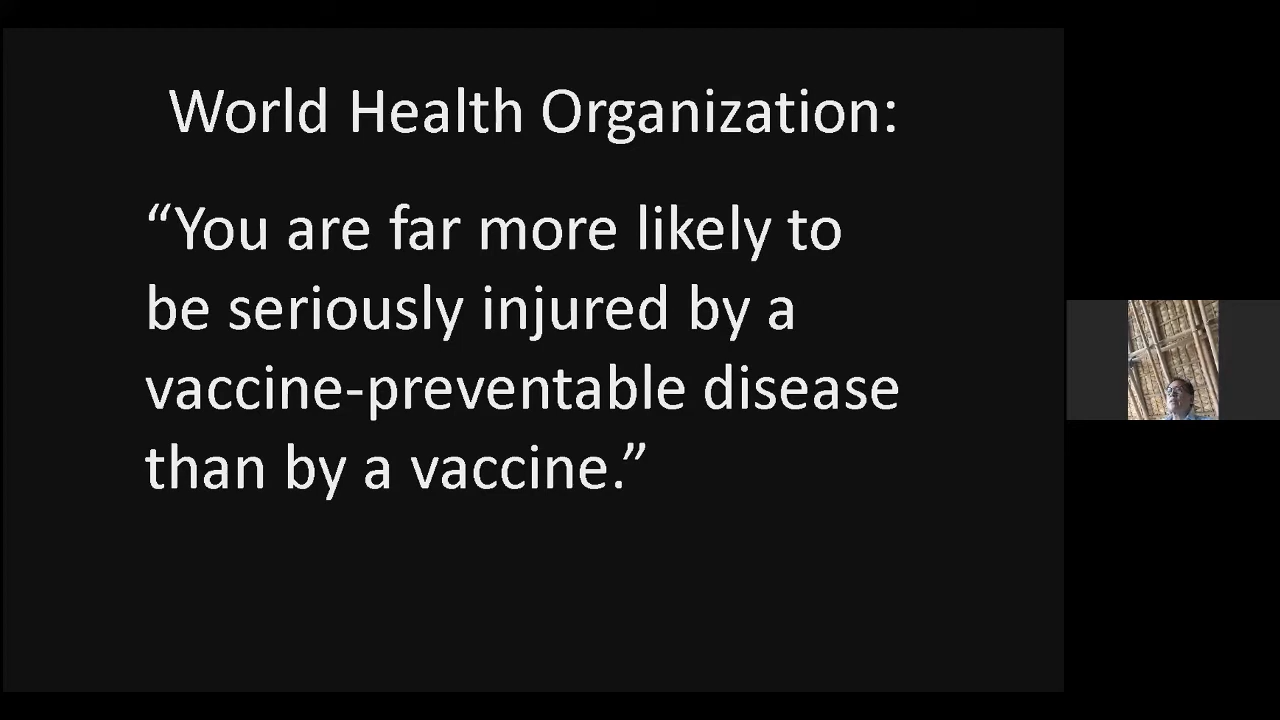 World Health Organization:
“You are far more likely to
be seriously injured by a
vaccine-preventable disease
than by a vaccine.”